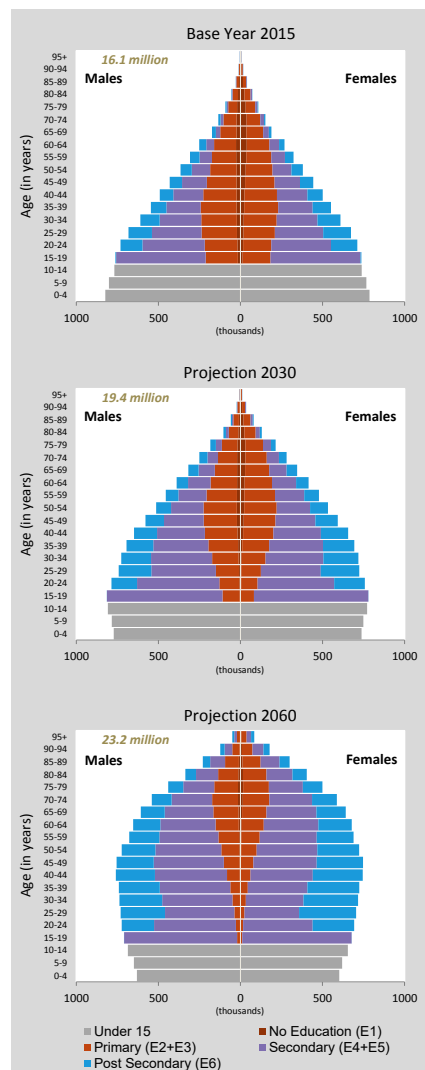 Base Year 2015
16.1 million
Males
Females
Age (in years)
95+
90-94
85-89
80-84
75-79
70-74
65-69
60-64
55-59
50-54
45-49
40-44
35-39
30-34
25-29
20-24
15-19
10-14
5-9
0-4
1000 500 0 500 1000
(thousands)
Projection 2030
19.4 million
Males
Females
Age (in years)
95+
90-94
85-89
80-84
75-79
70-74
65-69
60-64
55-59
50-54
45-49
40-44
35-39
30-34
25-29
20-24
15-19
10-14
5-9
0-4
1000 500 0 500 1000
(thousands)
Projection 2060
23.2 million
Males
Females
Age (in years)
95+
90-94
85-89
80-84
75-79
70-74
65-69
60-64
55-59
50-54
45-49
40-44
35-39
30-34
25-29
20-24
15-19
10-14
5-9
0-4
1000 500 0 500 1000
(thousands)
Under 15 No Education (E1)
Primary (E2+E3) Secondary (E4+E5)
Post Secondary (E6)